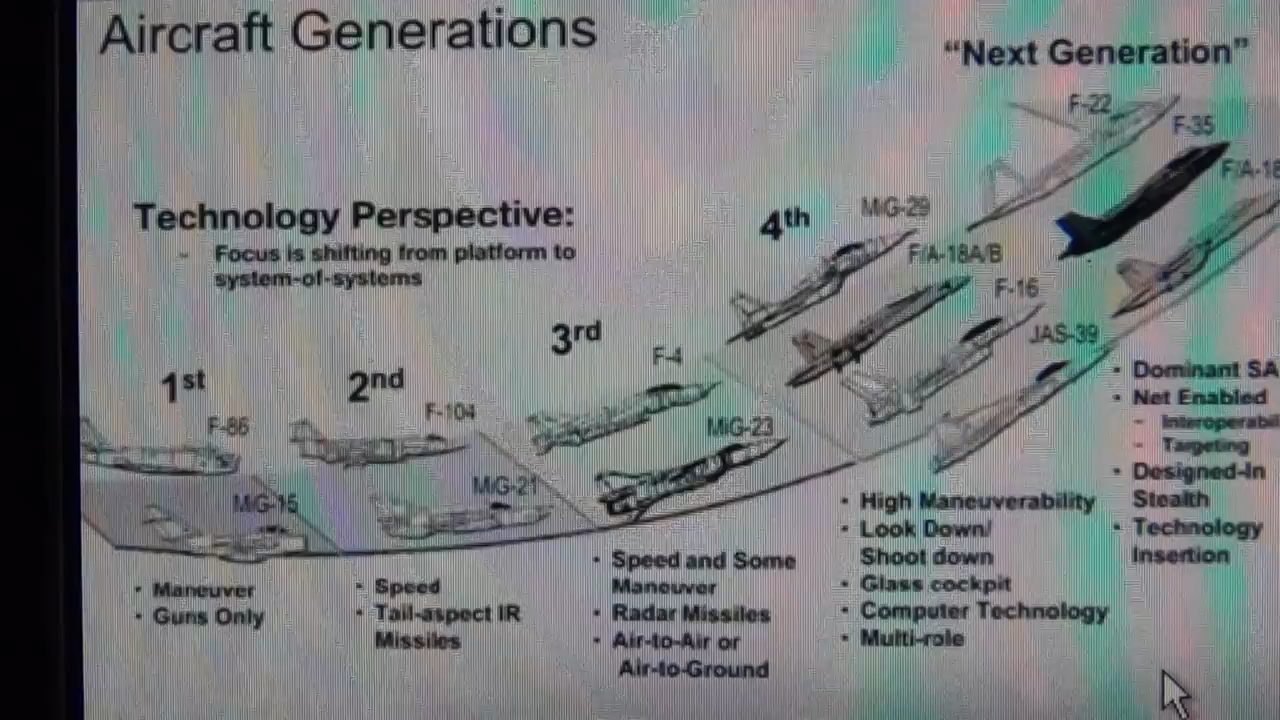 Aircraft Generations
"Next Generation"
F-22
F-35
F/A-18
Technology Perspective:
- Focus is shifting from platform to
system-of-systems
4th
MiG-29
F/A-18A/B
F-16
JAS-39
3rd
F-4
MiG-23
1st
F-86
MiG-15
2nd
F-104
MiG-21
• Maneuver
• Guns Only
• Speed
• Tail-aspect IR
Missiles
• Speed and Some
Maneuver
• Radar Missiles
• Air-to-Air or
Air-to-Ground
• High Maneuverability
• Look Down/
Shoot down
• Glass cockpit
• Computer Technology
• Multi-role
• Dominant SA
• Net Enabled
- Interoperabil
- Targeting
• Designed-In
Stealth
• Technology
Insertion